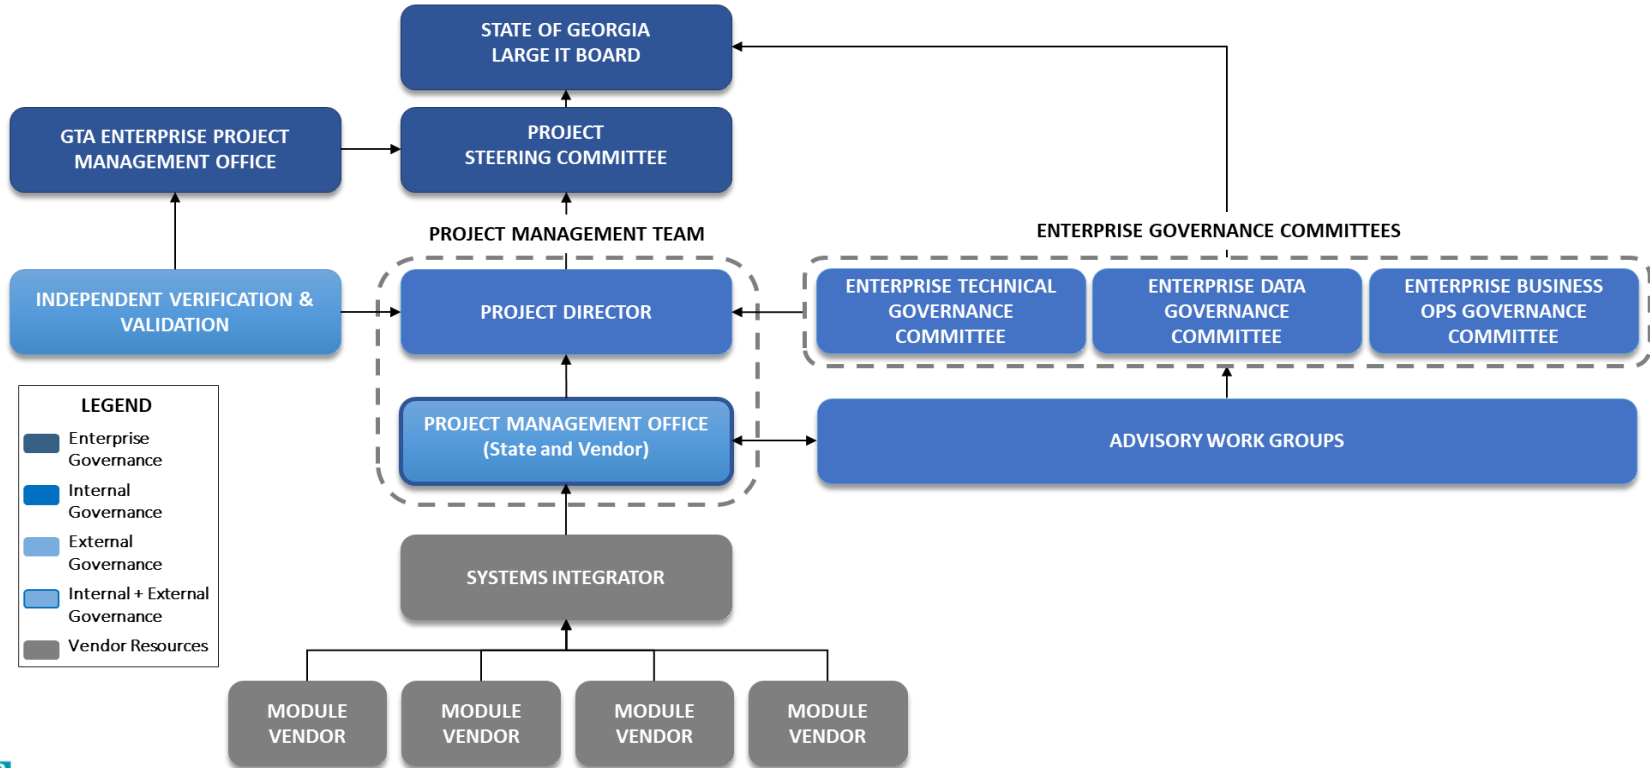 STATE OF GEORGIA
LARGE IT BOARD
GTA ENTERPRISE PROJECT
MANAGEMENT OFFICE
PROJECT
STEERING COMMITTEE
PROJECT MANAGEMENT TEAM
ENTERPRISE GOVERNANCE COMMITTEES
INDEPENDENT VERIFICATION &
VALIDATION
PROJECT DIRECTOR
ENTERPRISE TECHNICAL
GOVERNANCE
COMMITTEE
ENTERPRISE DATA
GOVERNANCE
COMMITTEE
ENTERPRISE BUSINESS
OPS GOVERNANCE
COMMITTEE
PROJECT MANAGEMENT OFFICE
(State and Vendor)
ADVISORY WORK GROUPS
LEGEND
Enterprise
Governance
Internal
Governance
External
Governance
Internal + External
Governance
Vendor Resources
SYSTEMS INTEGRATOR
MODULE
VENDOR
MODULE
VENDOR
MODULE
VENDOR
MODULE
VENDOR